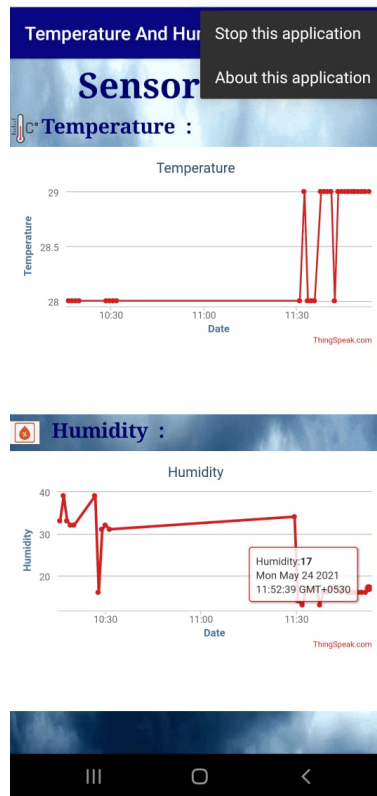 Temperature And Hum
Stop this application
About this application
Sensor
C° Temperature :
Temperature
Temperature
29
28.5
28
10:30 11:00 11:30
Date
ThingSpeak.com
%
Humidity :
Humidity
Humidity
40
30
20
Humidity:17
Mon May 24 2021
11:52:39 GMT+0530
10:30 11:00 11:30
Date
ThingSpeak.com